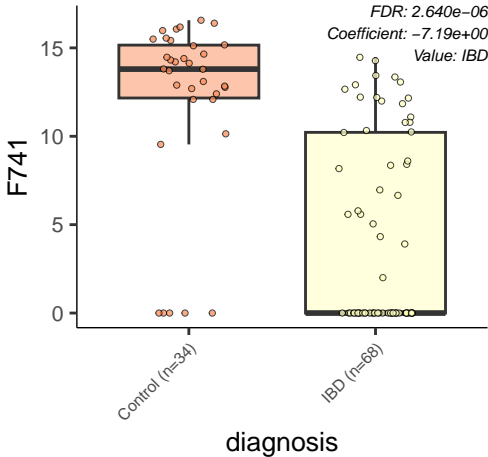 FDR: 2.640e−06
Coefficient: −7.19e+00
Value: IBD
15
10
5
0
F741
Control (n=34)
IBD (n=68)
diagnosis